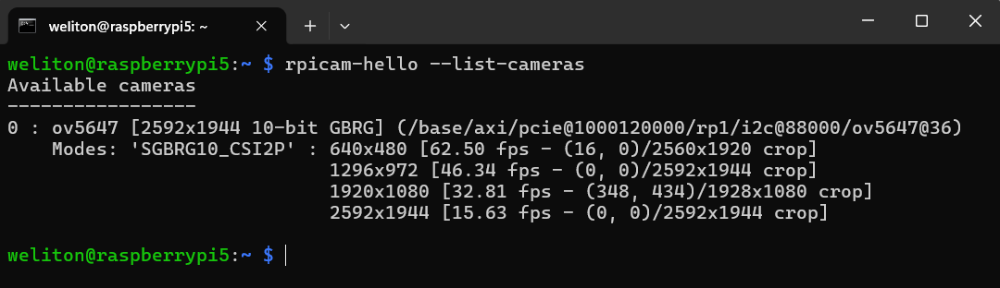 weliton@raspberrypi5: ~
weliton@raspberrypi5:~ $ rpicam-hello --list-cameras
Available cameras
-----------------
0 : ov5647 [2592x1944 10-bit GBRG] (/base/axi/pcie@1000120000/rp1/i2c@88000/ov5647@36)
    Modes: 'SGBRG10_CSI2P' : 640x480 [62.50 fps - (16, 0)/2560x1920 crop]
                             1296x972 [46.34 fps - (0, 0)/2592x1944 crop]
                             1920x1080 [32.81 fps - (348, 434)/1928x1080 crop]
                             2592x1944 [15.63 fps - (0, 0)/2592x1944 crop]
weliton@raspberrypi5:~ $